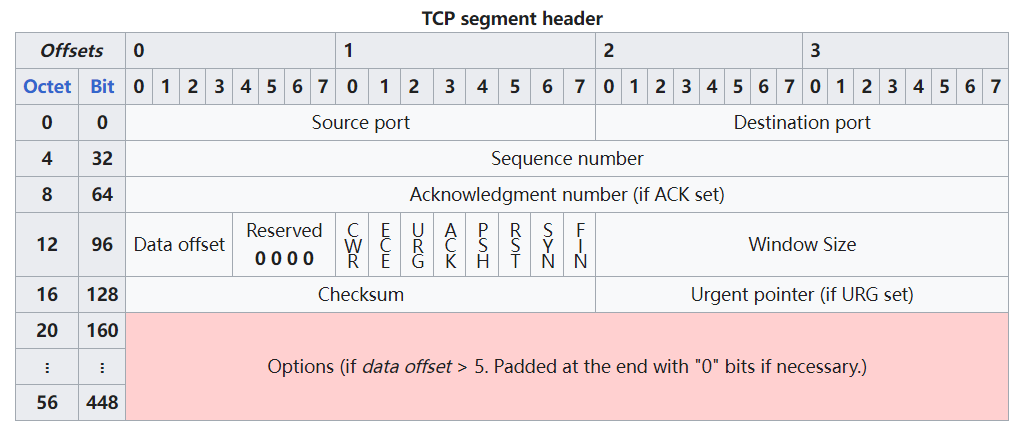 TCP segment header
Offsets 0 1 2 3
Octet Bit 0 1 2 3 4 5 6 7 0 1 2 3 4 5 6 7 0 1 2 3 4 5 6 7 0 1 2 3 4 5 6 7
0 0 Source port Destination port
4 32 Sequence number
8 64 Acknowledgment number (if ACK set)
12 96 Data offset Reserved 0 0 0 0 CWR ECE URG ACK PSH RST SYN FIN Window Size
16 128 Checksum Urgent pointer (if URG set)
20 160
⋮ ⋮ Options (if data offset > 5. Padded at the end with "0" bits if necessary.)
56 448